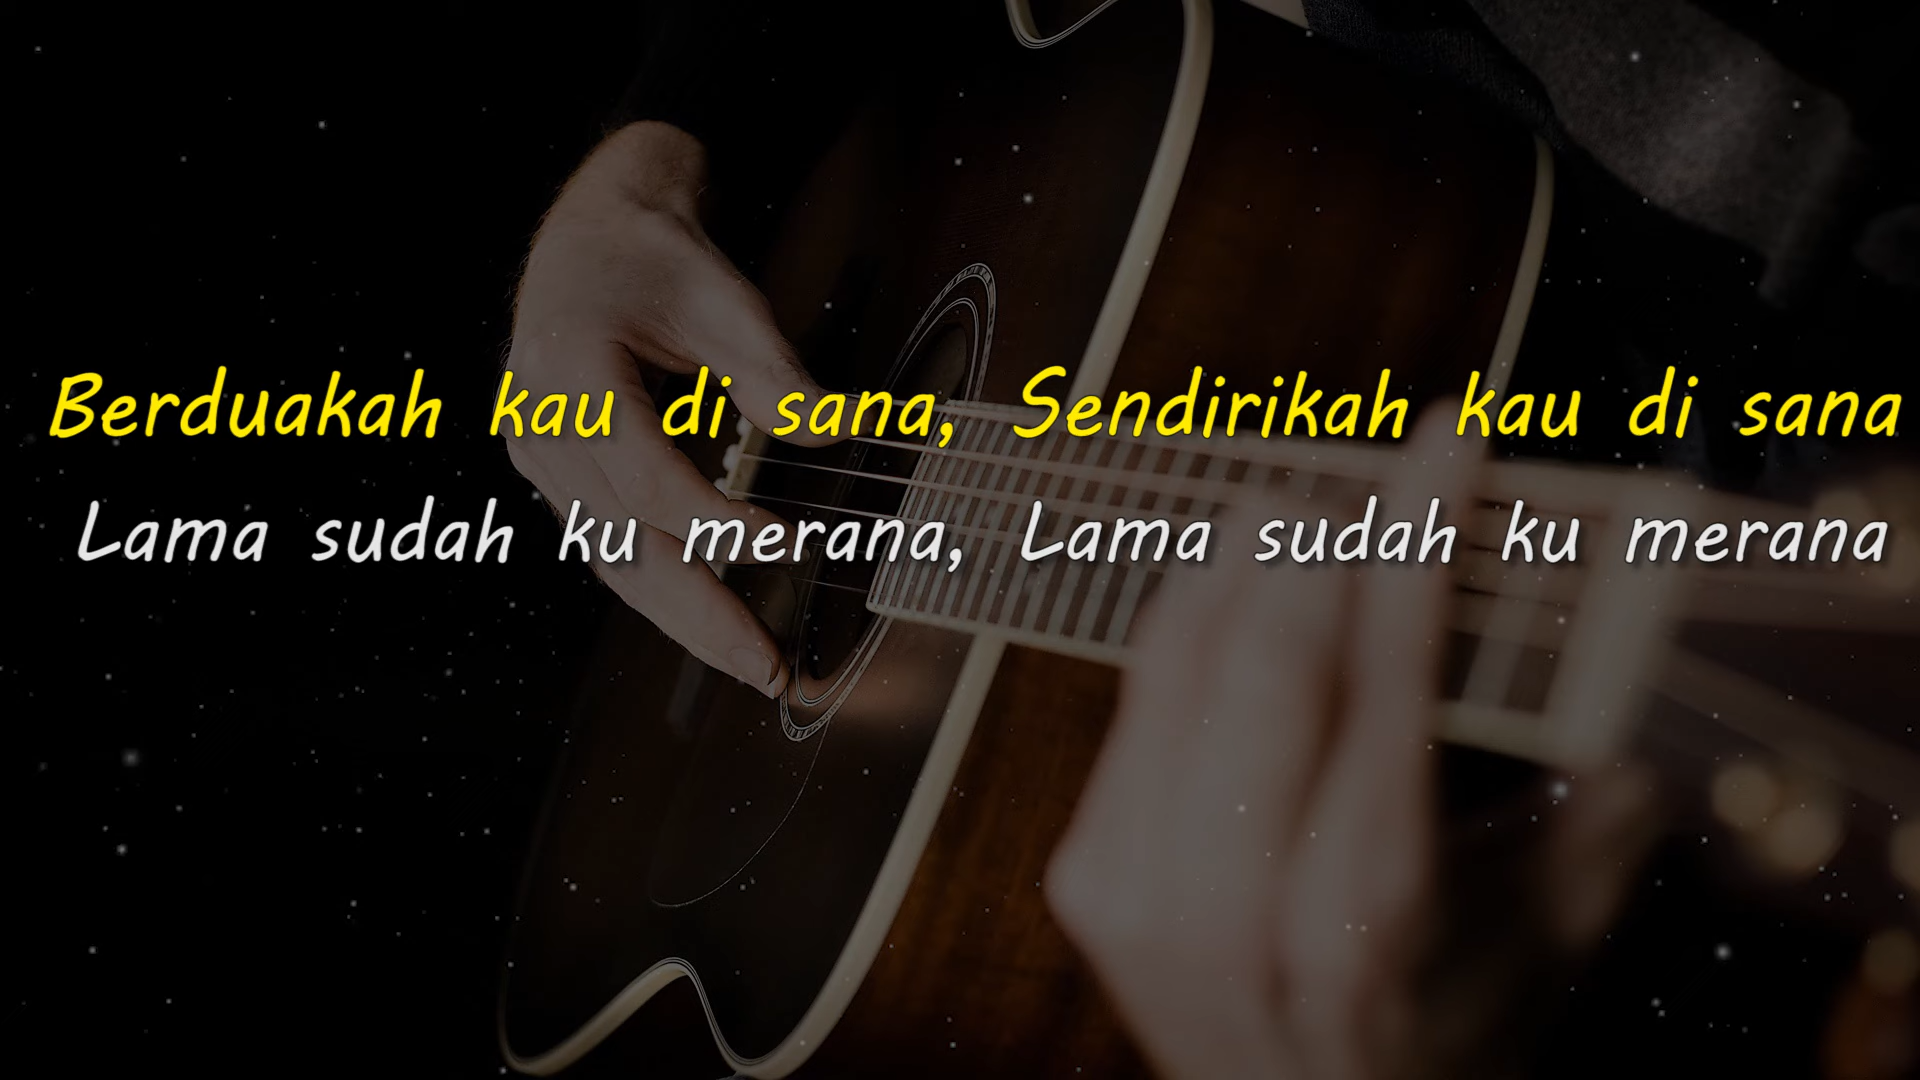 Berduakah kau di sana, Sendirikah kau di sana
Lama sudah ku merana, Lama sudah ku merana